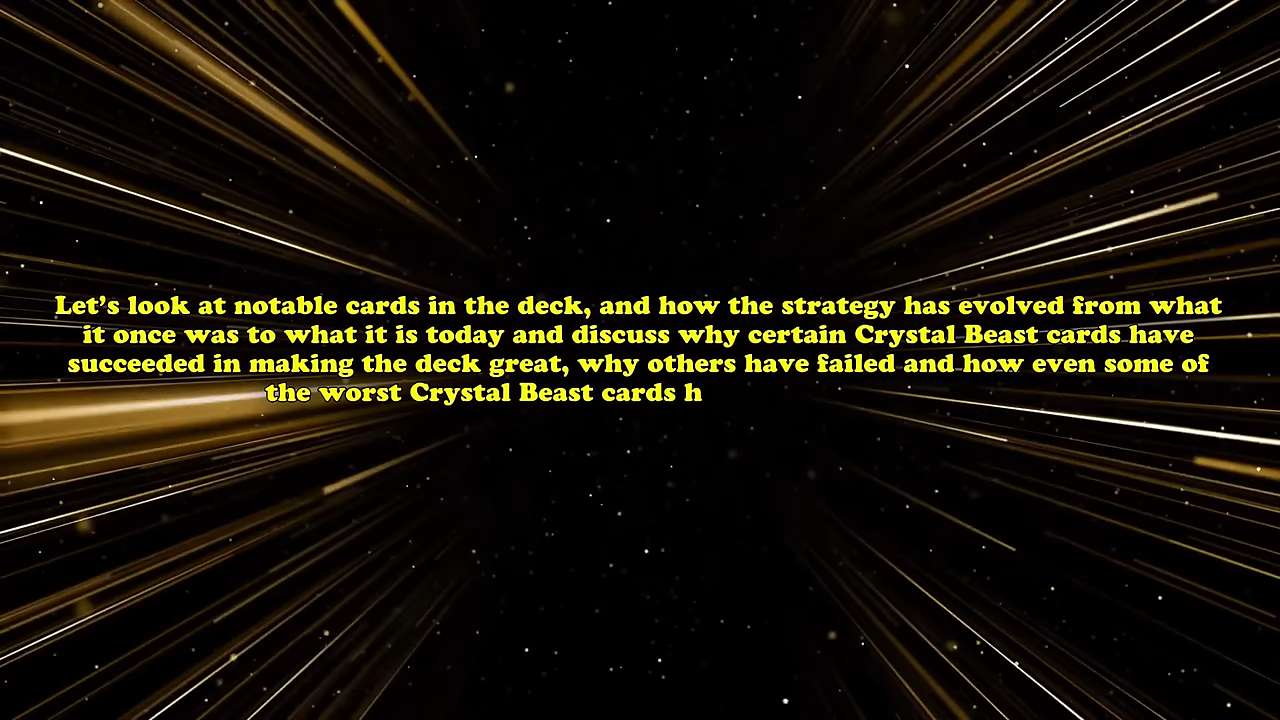 Let’s look at notable cards in the deck, and how the strategy has evolved from what
it once was to what it is today and discuss why certain Crystal Beast cards have
succeeded in making the deck great, why others have failed and how even some of
the worst Crystal Beast cards h